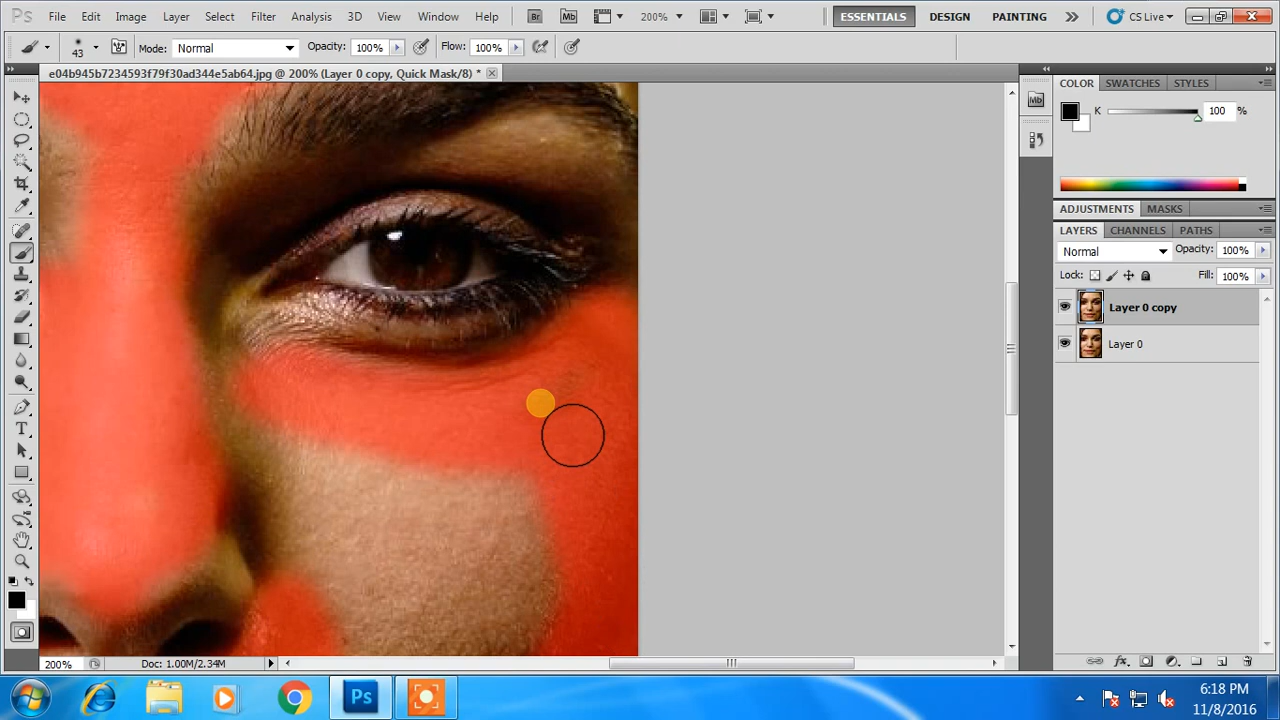 Ps File Edit Image Layer Select Filter Analysis 3D View Window Help Br Mb 200% ESSENTIALS DESIGN PAINTING CS Live
43 Mode: Normal Opacity: 100% Flow: 100%
e04b945b7234593f79f30ad344e5ab64.jpg @ 200% (Layer 0 copy, Quick Mask/8) *
COLOR SWATCHES STYLES
Mb
K 100 %
T
ADJUSTMENTS MASKS
LAYERS CHANNELS PATHS
Normal Opacity: 100%
Lock: Fill: 100%
Layer 0 copy
Layer 0
fx
200% Doc: 1.00M/2.34M
Ps
6:18 PM
11/8/2016